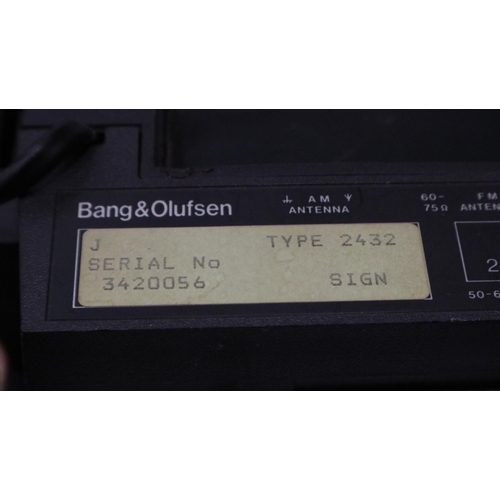 Bang&Olufsen
AM
ANTENNA
60-
75Ω
FM
ANTEN
J TYPE 2432
SERIAL No
3420056 SIGN
2
50-6